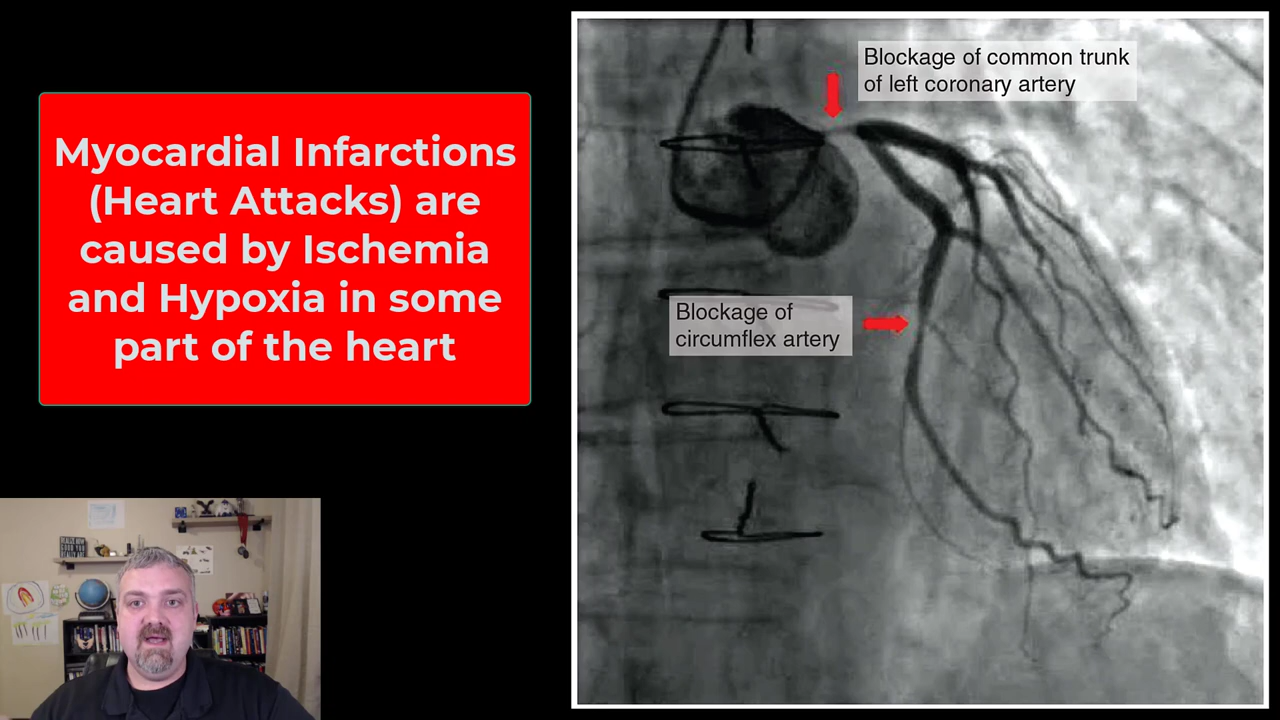 Myocardial Infarctions
(Heart Attacks) are
caused by Ischemia
and Hypoxia in some
part of the heart
Blockage of common trunk
of left coronary artery
Blockage of
circumflex artery